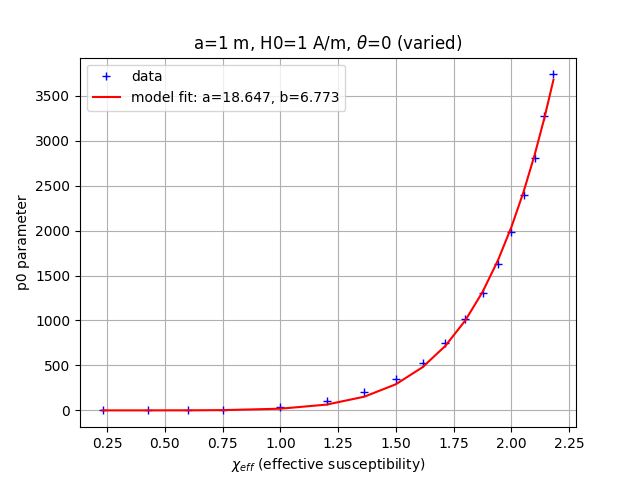 a=1 m, H0=1 A/m, θ=0 (varied)
data
model fit: a=18.647, b=6.773
p0 parameter
3500
3000
2500
2000
1500
1000
500
0
0.25 0.50 0.75 1.00 1.25 1.50 1.75 2.00 2.25
χeff (effective susceptibility)